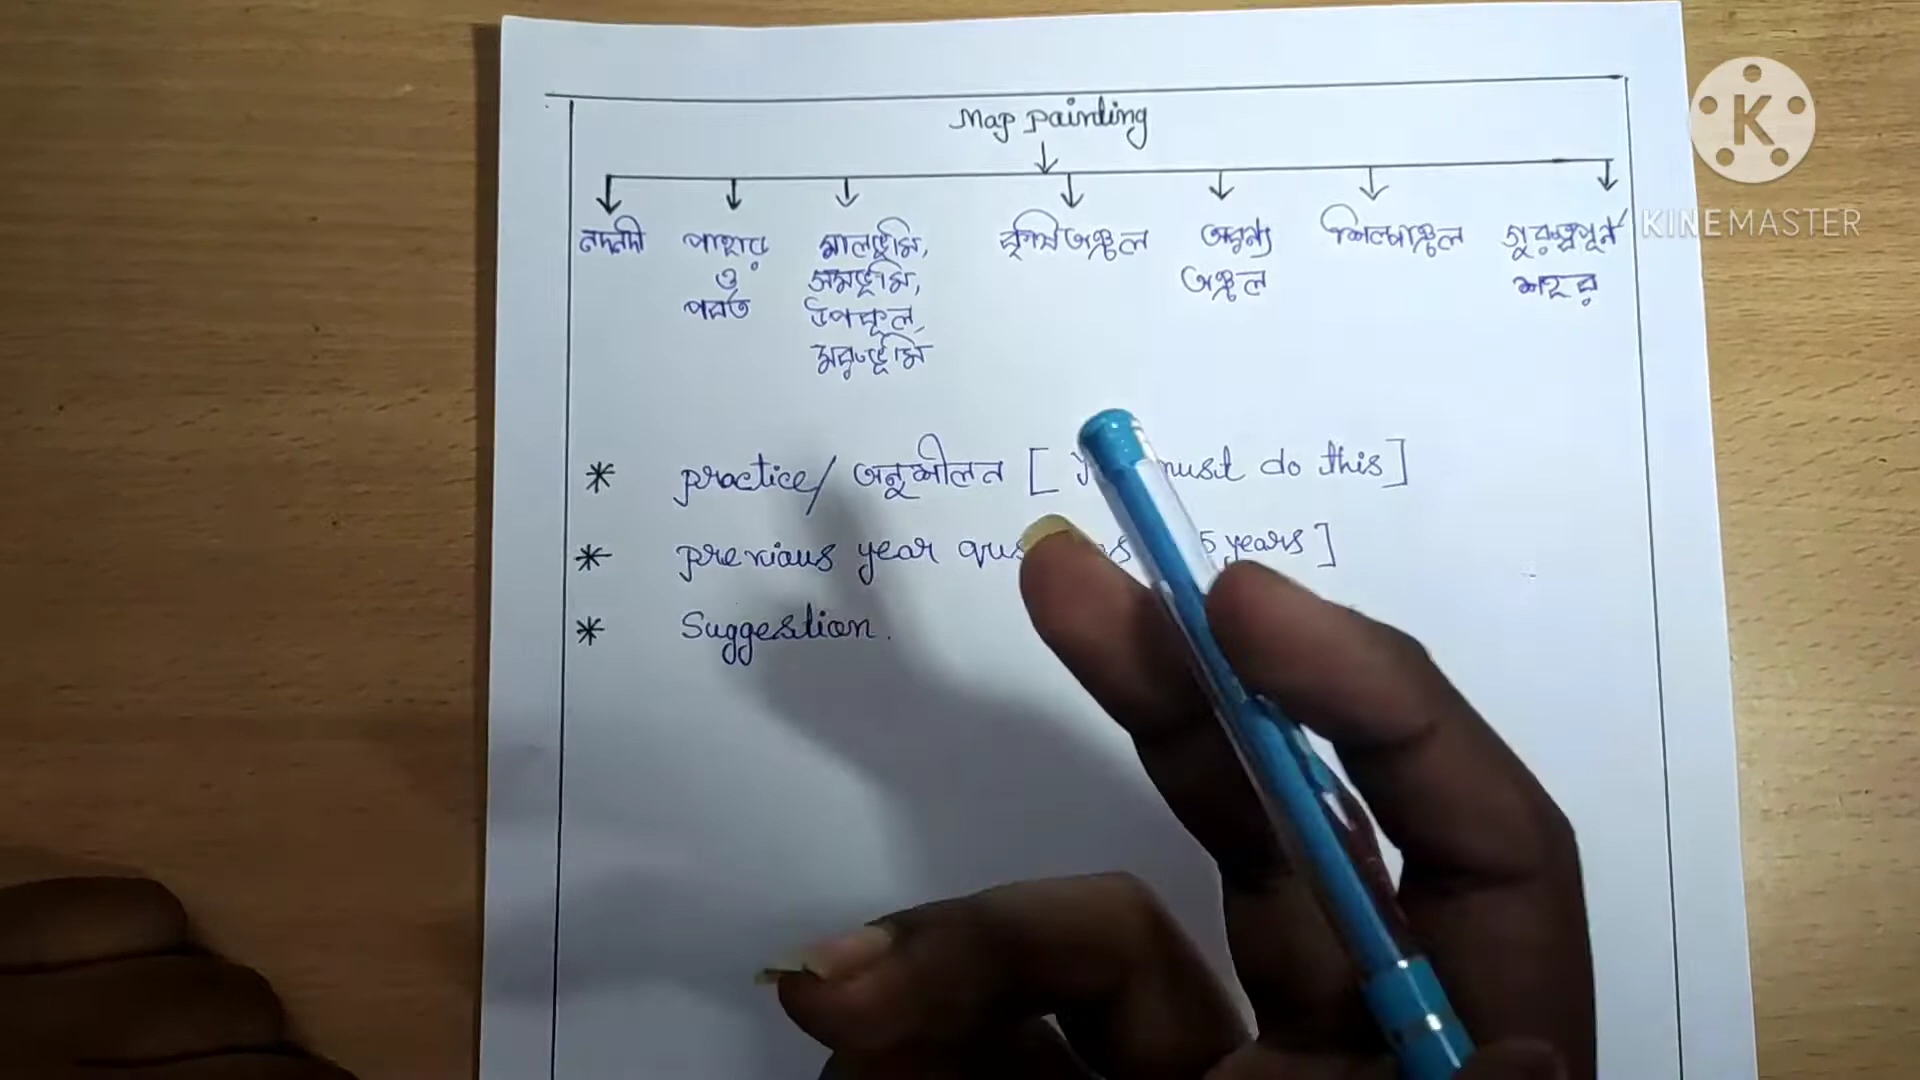 Map painting
নদনদী
পাহাড়
ও
পর্বত
মালভূমি,
সমভূমি,
উপকূল,
মরুভূমি
কৃষিঅঞ্চল
অরণ্য
অঞ্চল
শিল্পাঞ্চল
গুরুত্বপূর্ণ
শহর
* practice/ অনুশীলন [ must do this]
* previous year 5 years]
* Suggestion.
K
KINEMASTER